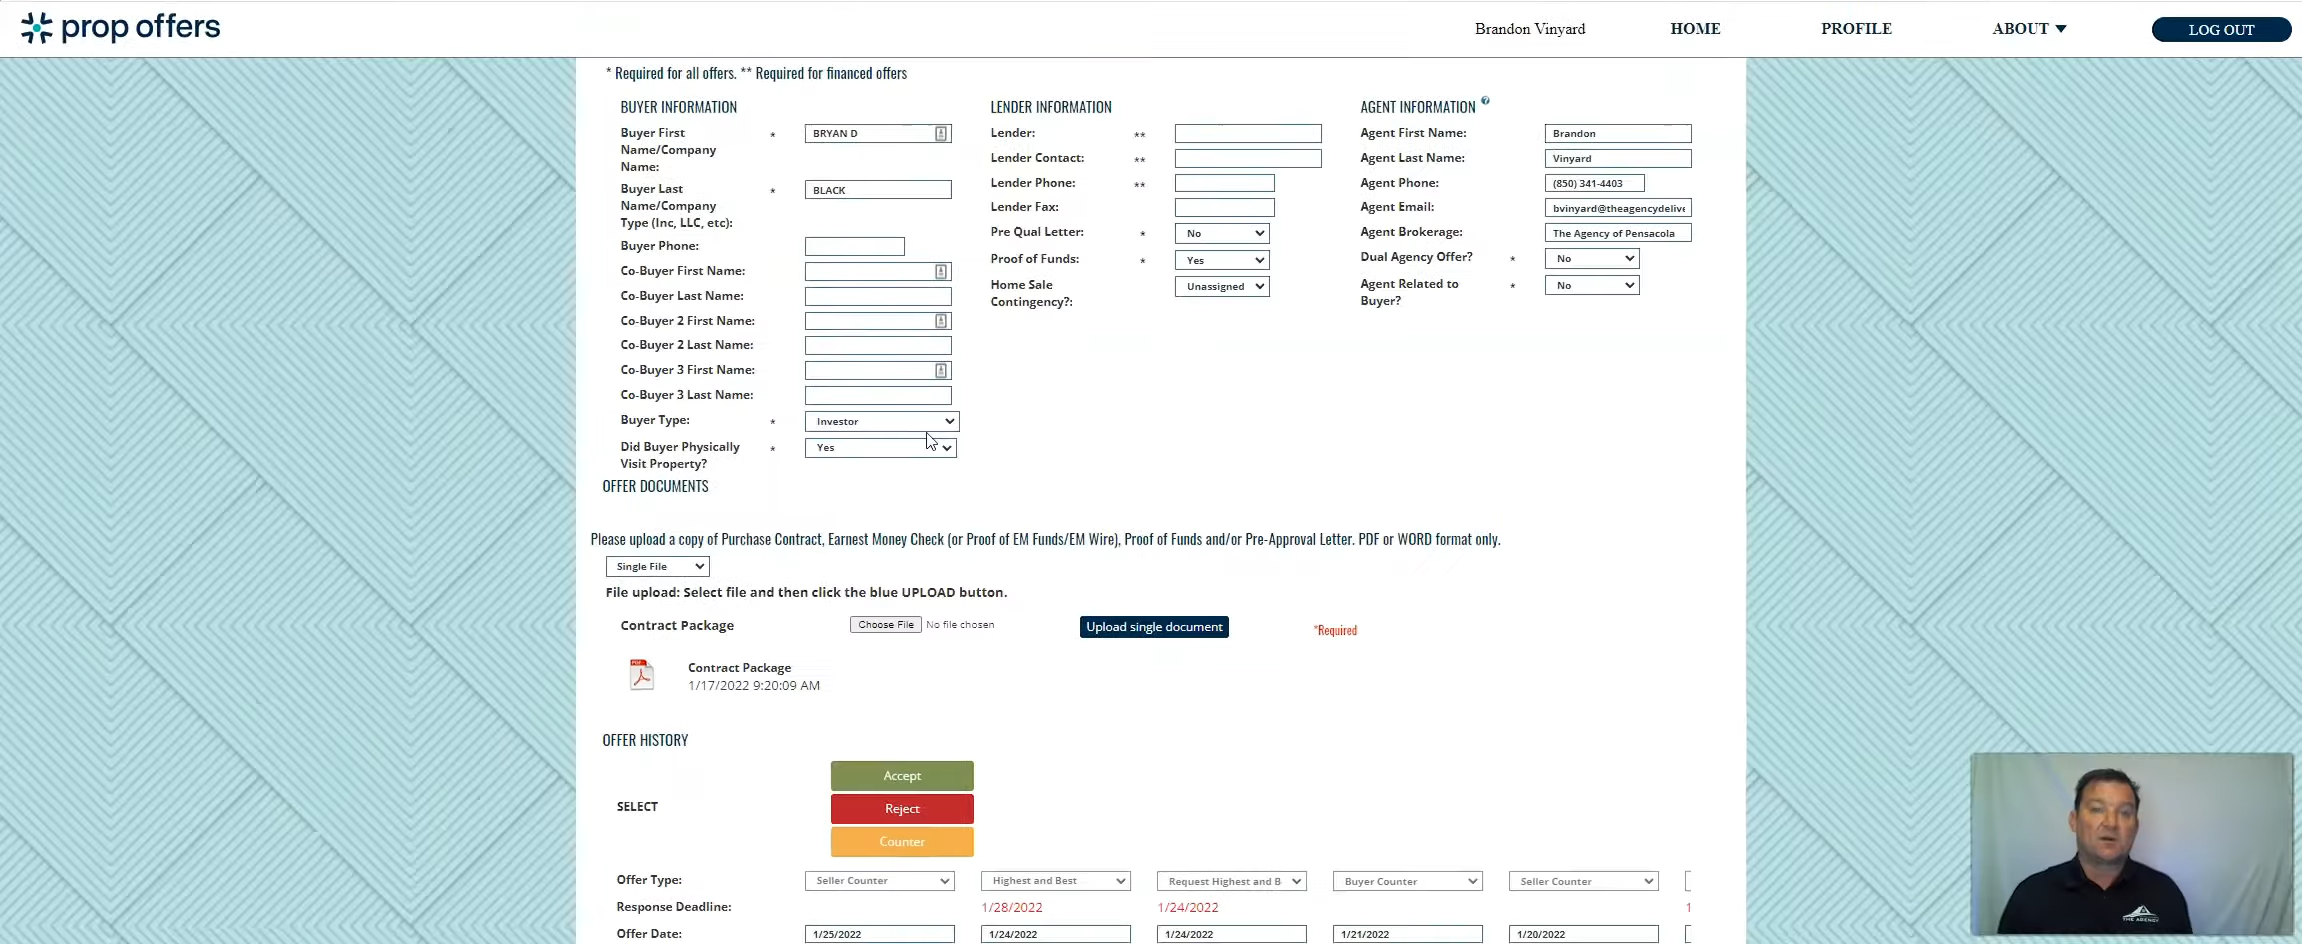 prop offers
Brandon Vinyard
HOME
PROFILE
ABOUT
LOG OUT
* Required for all offers. ** Required for financed offers
BUYER INFORMATION
Buyer First
Name/Company
Name:
*
BRYAN D
Buyer Last
Name/Company
Type (Inc, LLC, etc):
*
BLACK
Buyer Phone:
Co-Buyer First Name:
Co-Buyer Last Name:
Co-Buyer 2 First Name:
Co-Buyer 2 Last Name:
Co-Buyer 3 First Name:
Co-Buyer 3 Last Name:
Buyer Type: * Investor
Did Buyer Physically
Visit Property?
*
Yes
LENDER INFORMATION
Lender: **
Lender Contact: **
Lender Phone: **
Lender Fax:
Pre Qual Letter: * No
Proof of Funds: * Yes
Home Sale
Contingency?:
Unassigned
AGENT INFORMATION ?
Agent First Name: Brandon
Agent Last Name: Vinyard
Agent Phone: (850) 341-4403
Agent Email: bvinyard@theagencydelive
Agent Brokerage: The Agency of Pensacola
Dual Agency Offer? * No
Agent Related to
Buyer?
*
No
OFFER DOCUMENTS
Please upload a copy of Purchase Contract, Earnest Money Check (or Proof of EM Funds/EM Wire), Proof of Funds and/or Pre-Approval Letter. PDF or WORD format only.
Single File
File upload: Select file and then click the blue UPLOAD button.
Contract Package Choose File No file chosen Upload single document *Required
PDF
Contract Package
1/17/2022 9:20:09 AM
OFFER HISTORY
SELECT
Accept
Reject
Counter
Offer Type: Seller Counter Highest and Best Request Highest and B Buyer Counter Seller Counter
Response Deadline: 1/28/2022 1/24/2022 1
Offer Date: 1/25/2022 1/24/2022 1/24/2022 1/21/2022 1/20/2022
THE AGENCY